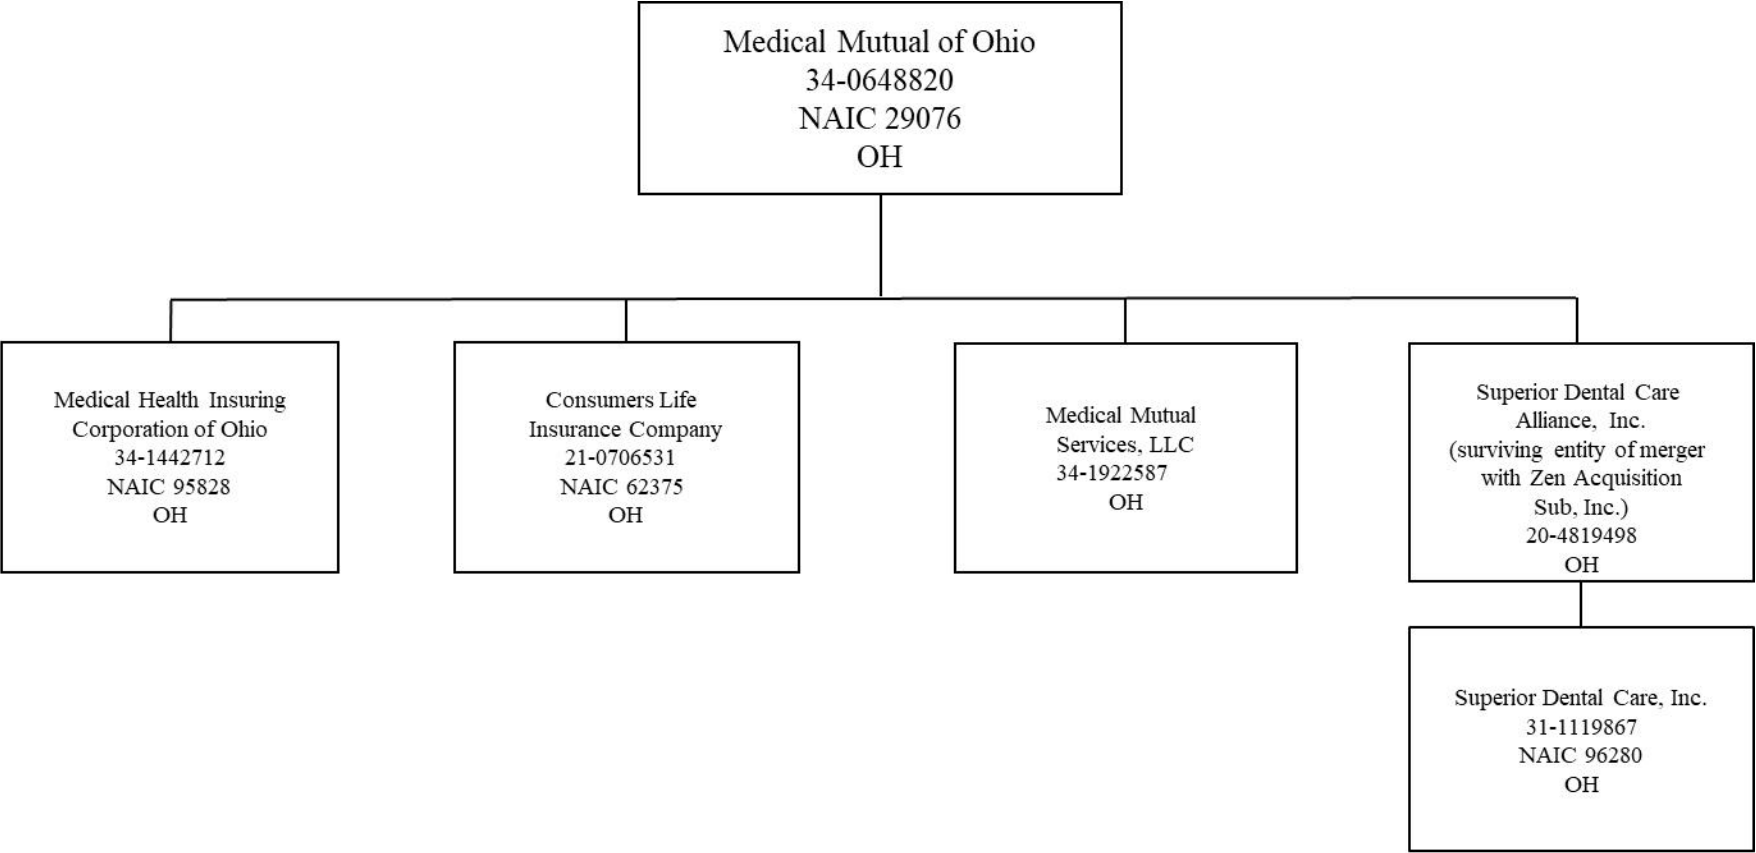 Medical Mutual of Ohio
34-0648820
NAIC 29076
OH
Medical Health Insuring
Corporation of Ohio
34-1442712
NAIC 95828
OH
Consumers Life
Insurance Company
21-0706531
NAIC 62375
OH
Medical Mutual
Services, LLC
34-1922587
OH
Superior Dental Care
Alliance, Inc.
(surviving entity of merger
with Zen Acquisition
Sub, Inc.)
20-4819498
OH
Superior Dental Care, Inc.
31-1119867
NAIC 96280
OH